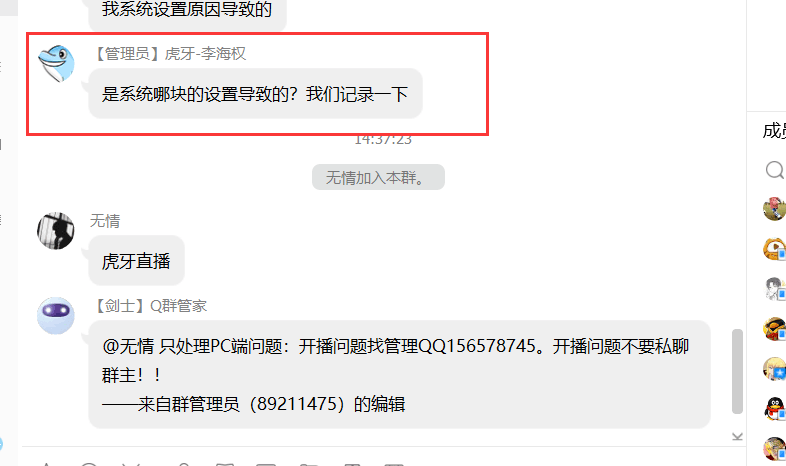 我系统设置原因导致的
【管理员】虎牙-李海权
是系统哪块的设置导致的？我们记录一下
14:37:23
无情加入本群。
无情
虎牙直播
【剑士】Q群管家
@无情 只处理PC端问题：开播问题找管理QQ156578745。开播问题不要私聊
群主！！
——来自群管理员（89211475）的编辑
成员